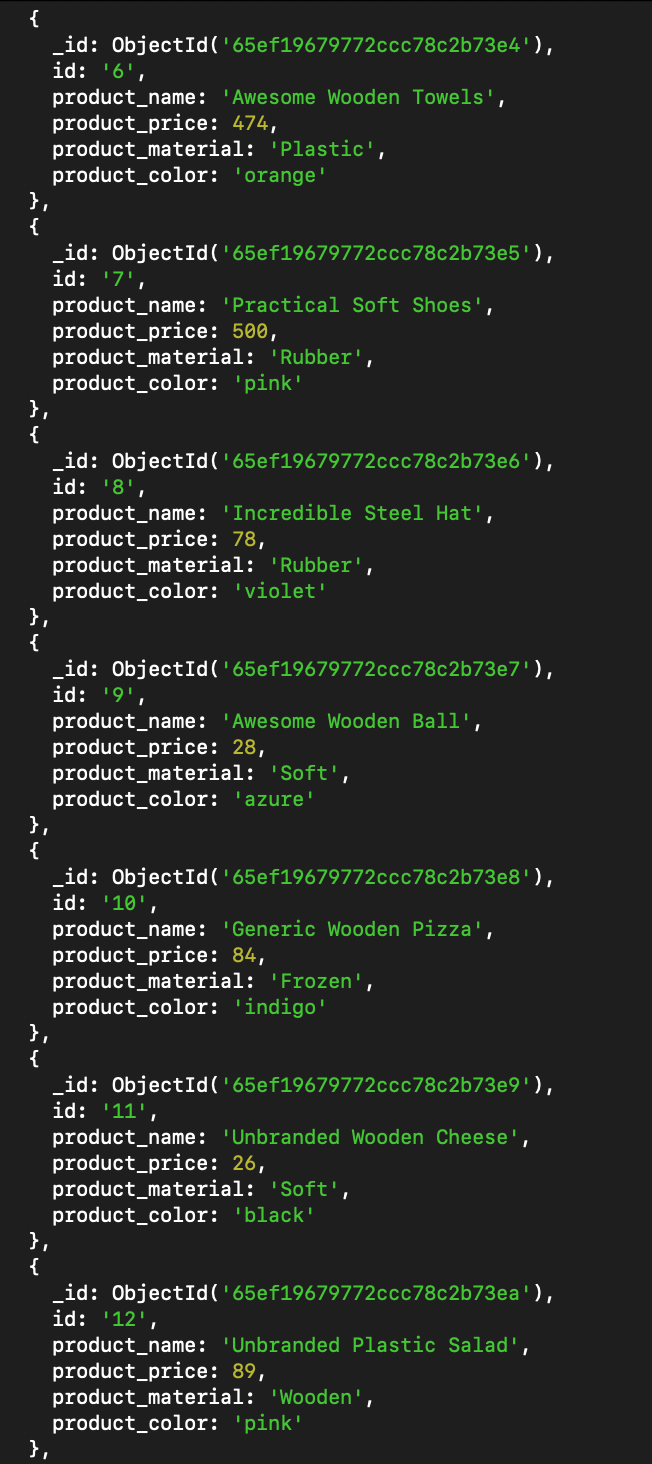 {
_id: ObjectId('65ef19679772ccc78c2b73e4'),
id: '6',
product_name: 'Awesome Wooden Towels',
product_price: 474,
product_material: 'Plastic',
product_color: 'orange'
},
{
_id: ObjectId('65ef19679772ccc78c2b73e5'),
id: '7',
product_name: 'Practical Soft Shoes',
product_price: 500,
product_material: 'Rubber',
product_color: 'pink'
},
{
_id: ObjectId('65ef19679772ccc78c2b73e6'),
id: '8',
product_name: 'Incredible Steel Hat',
product_price: 78,
product_material: 'Rubber',
product_color: 'violet'
},
{
_id: ObjectId('65ef19679772ccc78c2b73e7'),
id: '9',
product_name: 'Awesome Wooden Ball',
product_price: 28,
product_material: 'Soft',
product_color: 'azure'
},
{
_id: ObjectId('65ef19679772ccc78c2b73e8'),
id: '10',
product_name: 'Generic Wooden Pizza',
product_price: 84,
product_material: 'Frozen',
product_color: 'indigo'
},
{
_id: ObjectId('65ef19679772ccc78c2b73e9'),
id: '11',
product_name: 'Unbranded Wooden Cheese',
product_price: 26,
product_material: 'Soft',
product_color: 'black'
},
{
_id: ObjectId('65ef19679772ccc78c2b73ea'),
id: '12',
product_name: 'Unbranded Plastic Salad',
product_price: 89,
product_material: 'Wooden',
product_color: 'pink'
},